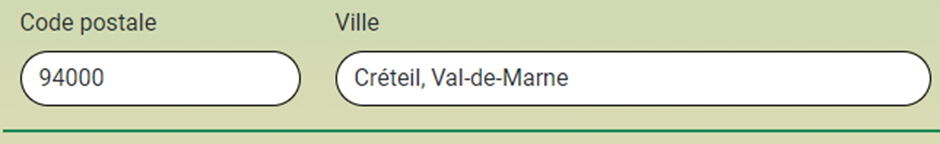 Code postale
Ville
94000
Créteil, Val-de-Marne